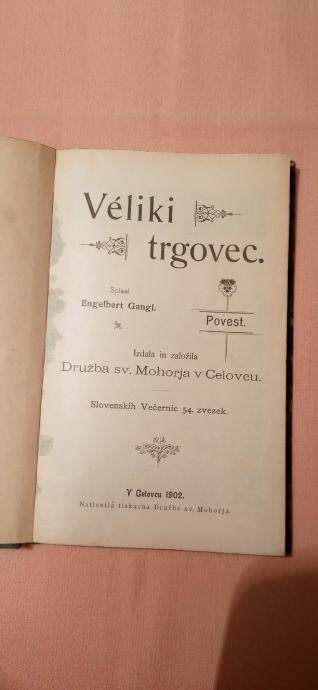 Véliki
trgovec.
Spisal
Engelbert Gangl.
Povest.
Izdala in založila
Družba sv. Mohorja v Celovcu.
Slovenskih Večernic 54. zvezek.
V Celovcu 1902.
Natisnila tiskarna Družbe sv. Mohorja.